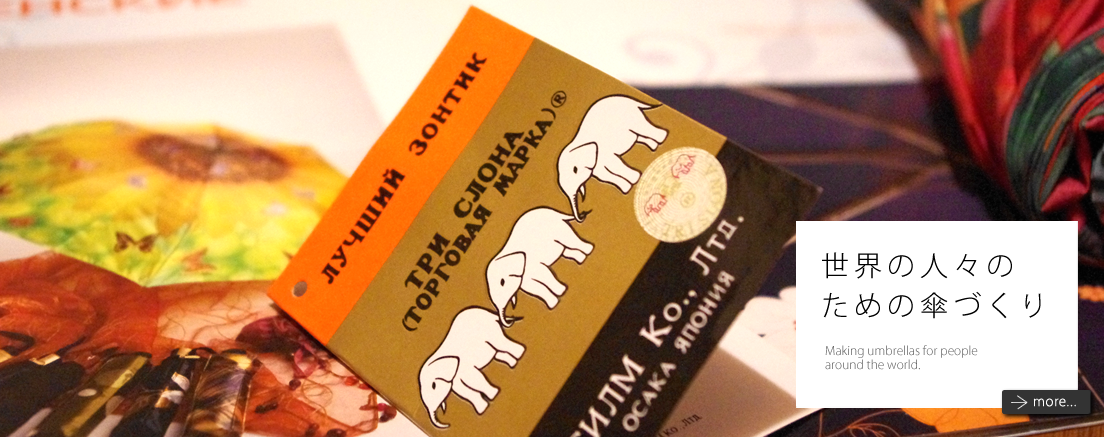 ЛУЧШИЙ ЗОНТИК
ТРИ СЛОНА
(ТОРГОВАЯ МАРКА)®
TRI
Ко., Лтд.
ОСАКА ЯПОНИЯ
世界の人々の
ための傘づくり
Making umbrellas for people
around the world.
more...